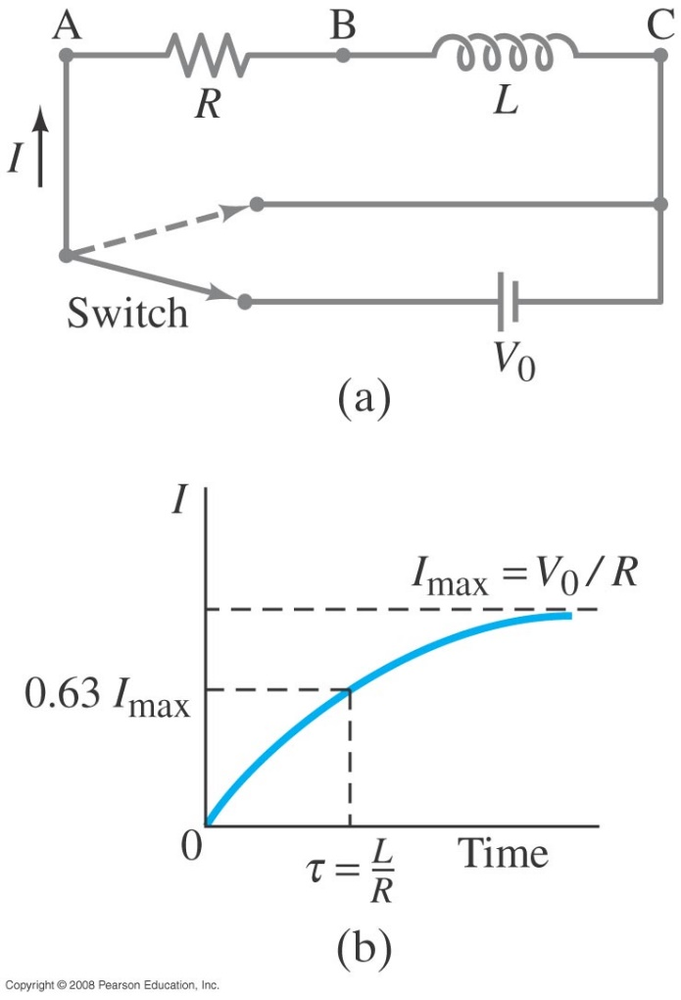 A B C
R L
I
Switch
V₀
(a)
I
Iₘₐₓ = V₀ / R
0.63 Iₘₐₓ
0 τ = L/R Time
(b)
Copyright © 2008 Pearson Education, Inc.